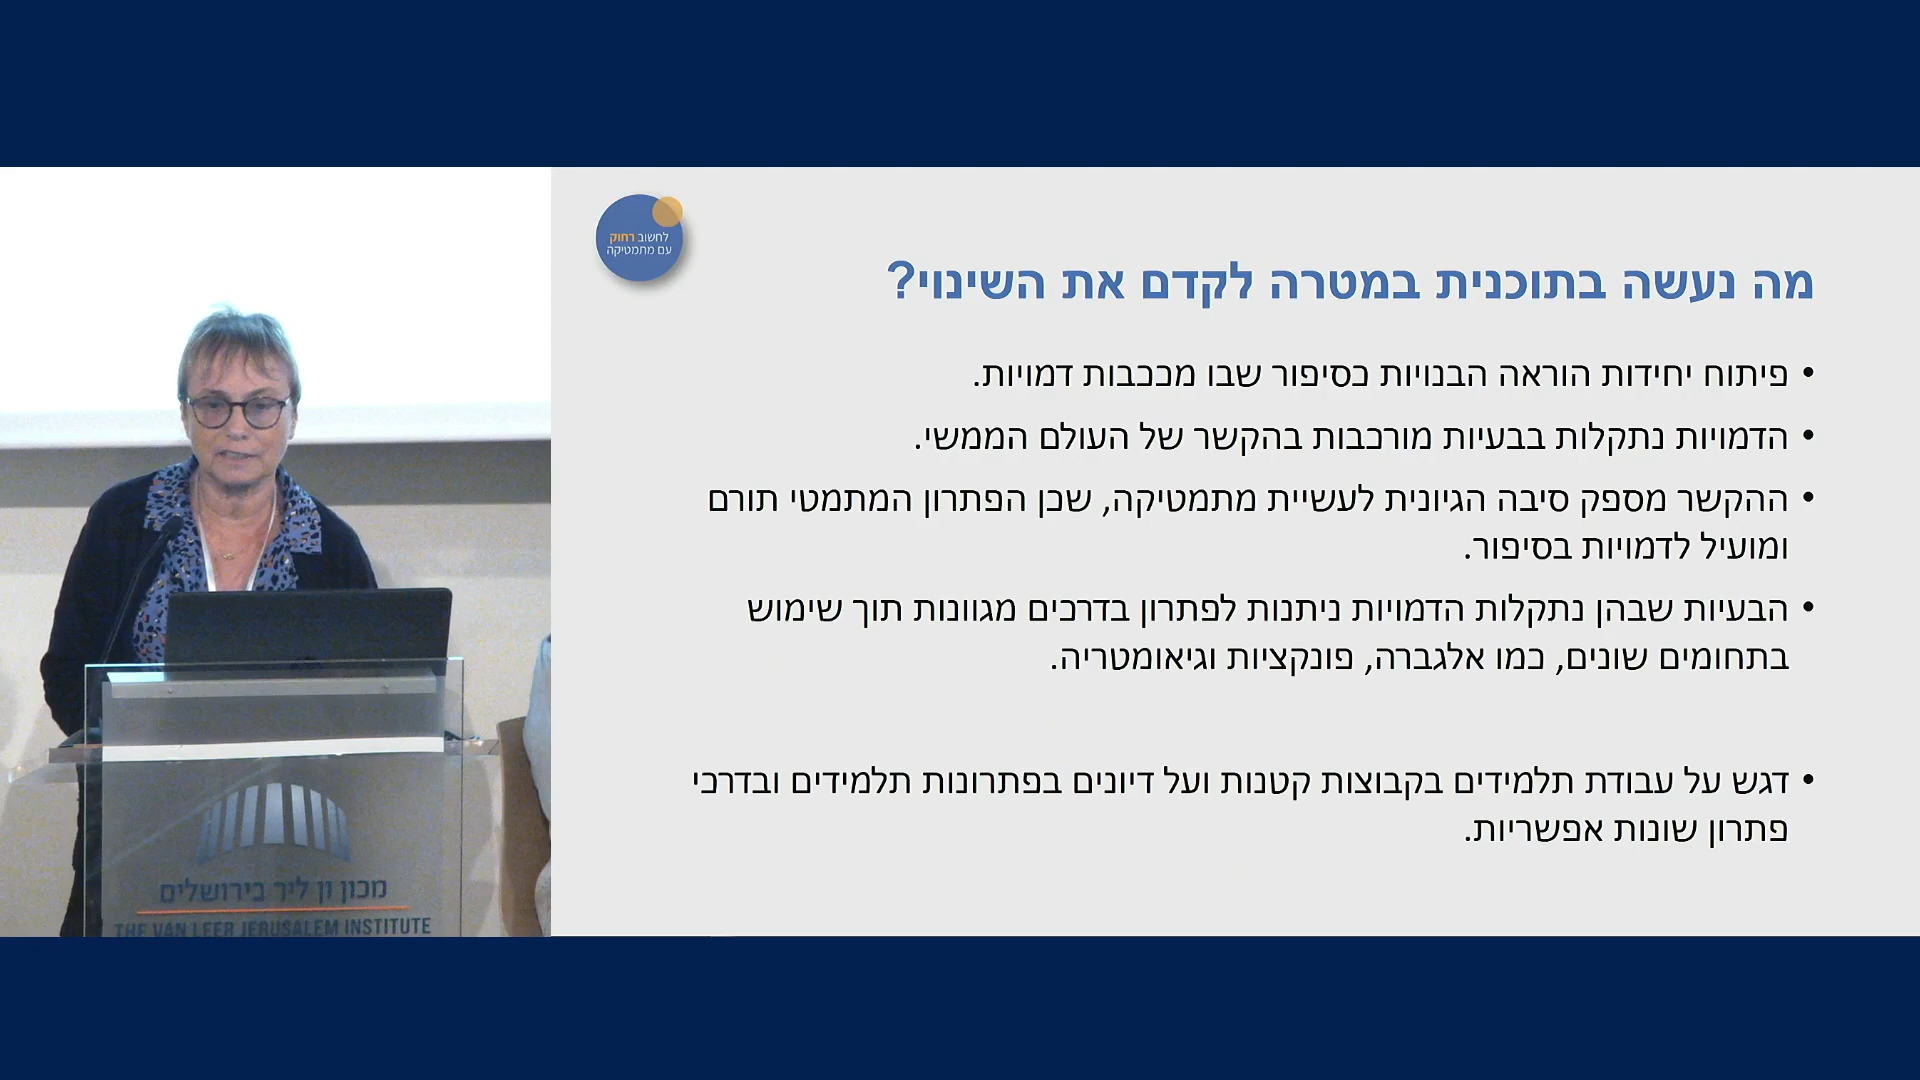 לחשוב רחוק
עם מתמטיקה
מה נעשה בתוכנית במטרה לקדם את השינוי?
• פיתוח יחידות הוראה הבנויות כסיפור שבו מככבות דמויות.
• הדמויות נתקלות בבעיות מורכבות בהקשר של העולם הממשי.
• ההקשר מספק סיבה הגיונית לעשיית מתמטיקה, שכן הפתרון המתמטי תורם
ומועיל לדמויות בסיפור.
• הבעיות שבהן נתקלות הדמויות ניתנות לפתרון בדרכים מגוונות תוך שימוש
בתחומים שונים, כמו אלגברה, פונקציות וגיאומטריה.
• דגש על עבודת תלמידים בקבוצות קטנות ועל דיונים בפתרונות תלמידים ובדרכי
פתרון שונות אפשריות.
מכון ון ליר בירושלים
THE VAN LEER JERUSALEM INSTITUTE